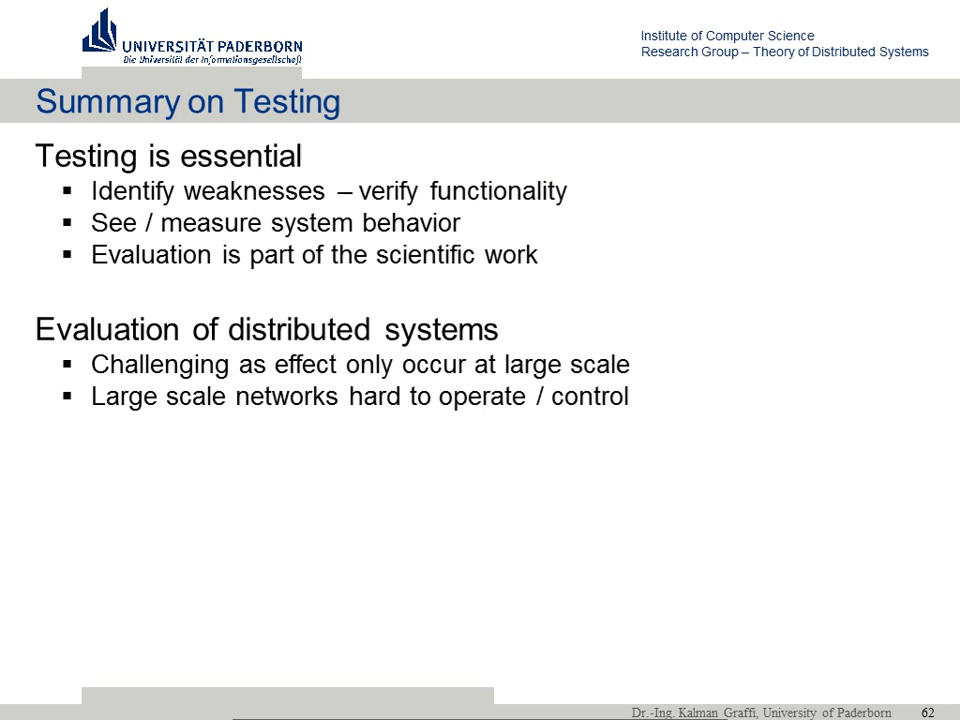 UNIVERSITÄT PADERBORN
Die Universität der Informationsgesellschaft
Institute of Computer Science
Research Group – Theory of Distributed Systems
Summary on Testing
Testing is essential
▪ Identify weaknesses – verify functionality
▪ See / measure system behavior
▪ Evaluation is part of the scientific work
Evaluation of distributed systems
▪ Challenging as effect only occur at large scale
▪ Large scale networks hard to operate / control
Dr.-Ing. Kalman Graffi, University of Paderborn 62